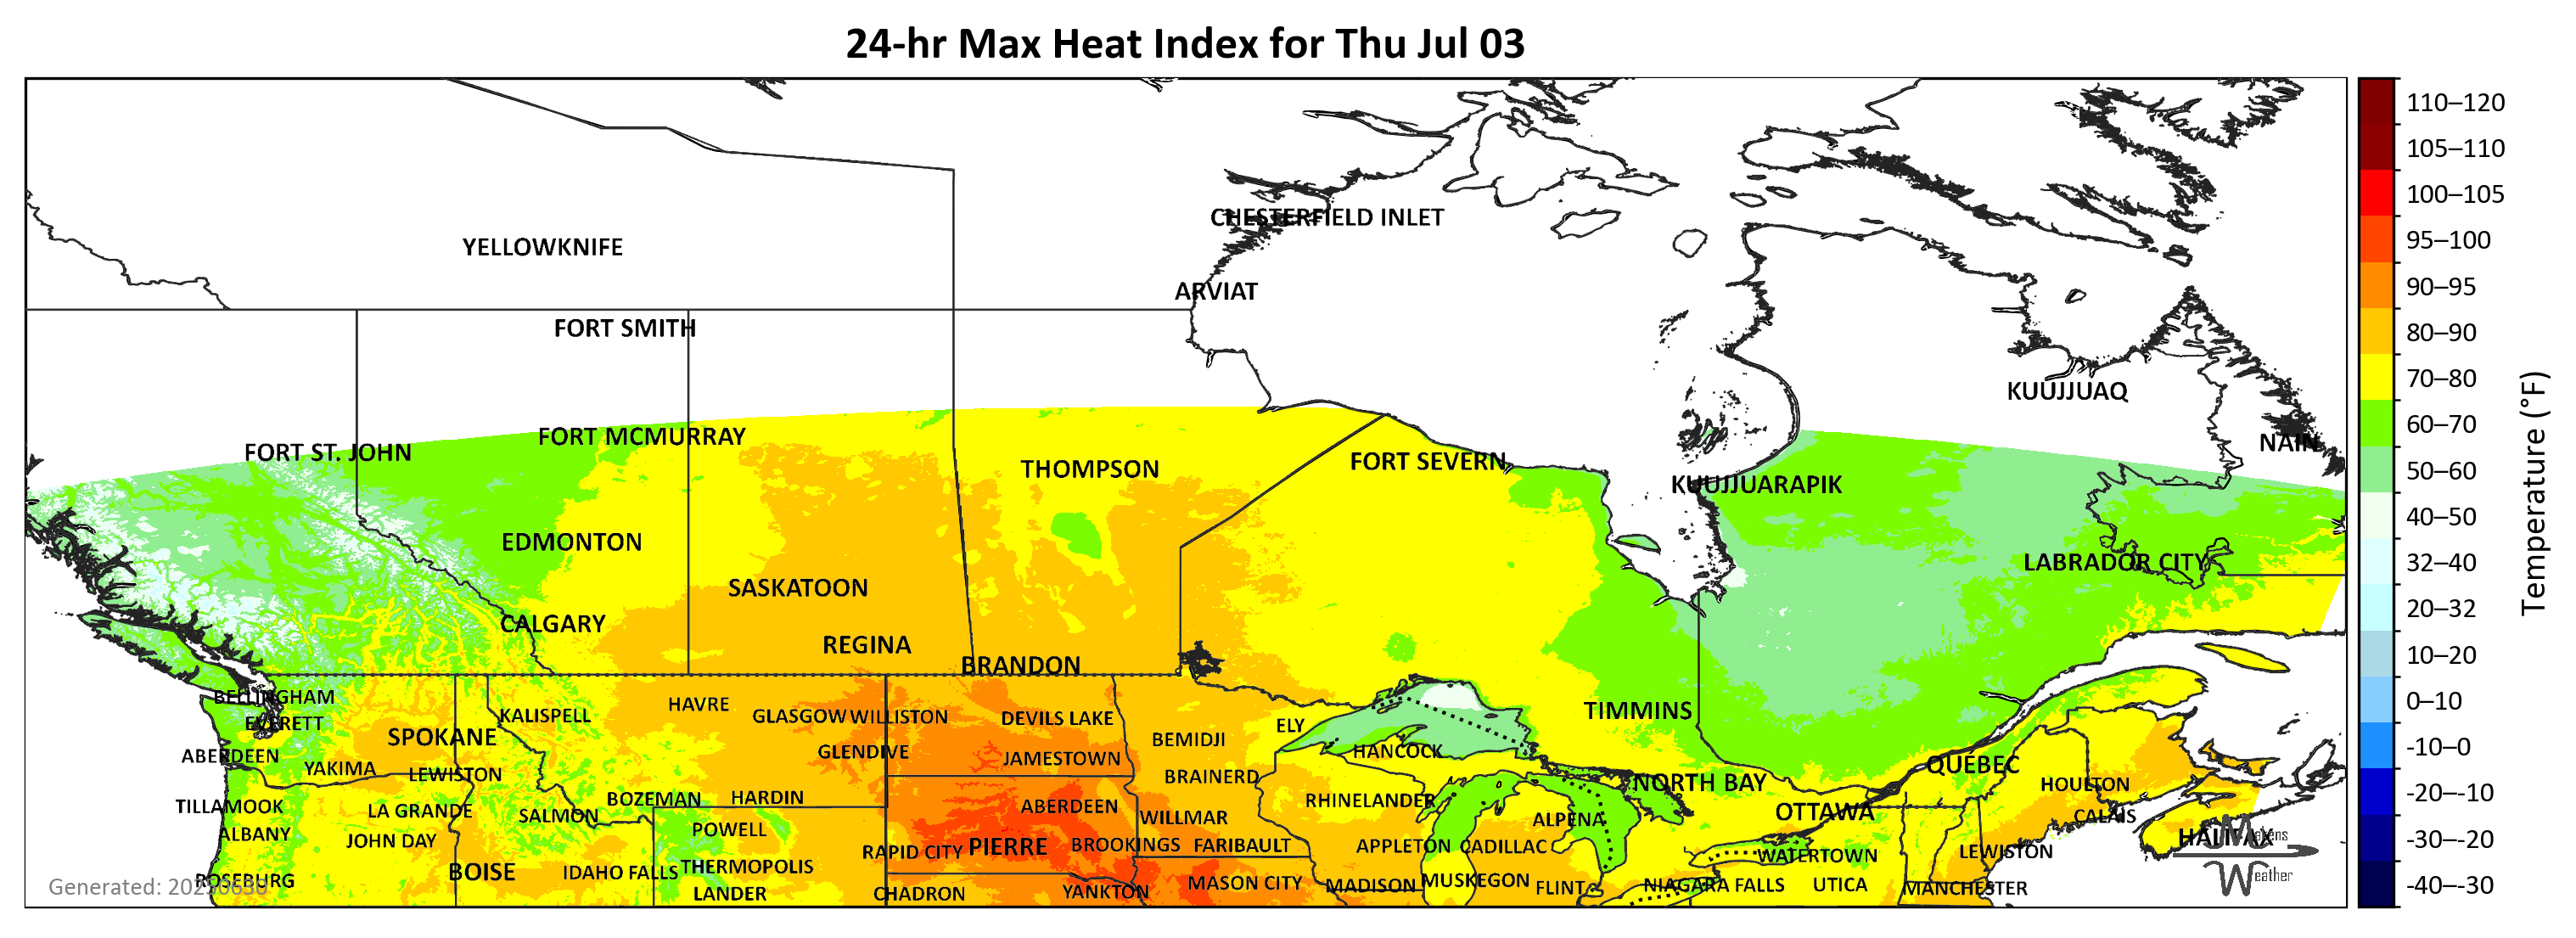 24-hr Max Heat Index for Thu Jul 03
CHESTERFIELD INLET
YELLOWKNIFE
ARVIAT
FORT SMITH
KUUJJUAQ
FORT MCMURRAY
NAIN
FORT ST. JOHN
FORT SEVERN
THOMPSON
KUUJJUARAPIK
EDMONTON
LABRADOR CITY
SASKATOON
CALGARY
REGINA
BRANDON
BELLINGHAM
HAVRE
TIMMINS
KALISPELL
GLASGOW WILLISTON
DEVILS LAKE
EVERETT
ELY
SPOKANE
BEMIDJI
HANCOCK
ABERDEEN
GLENDIVE
JAMESTOWN
QUEBEC
YAKIMA
LEWISTON
BRAINERD
NORTH BAY
HOULTON
BOZEMAN
HARDIN
RHINELANDER
TILLAMOOK
LA GRANDE
SALMON
ABERDEEN
WILLMAR
ALPENA
OTTAWA
CALAIS
ALBANY
JOHN DAY
POWELL
HALIFAX
Makens
Weather
RAPID CITY
PIERRE
BROOKINGS
FARIBAULT
APPLETON
CADILLAC
WATERTOWN
LEWISTON
BOISE
IDAHO FALLS
THERMOPOLIS
ROSEBURG
Generated: 20250630
LANDER
CHADRON
YANKTON
MASON CITY
MADISON
MUSKEGON
FLINT
NIAGARA FALLS
UTICA
MANCHESTER
110–120
105–110
100–105
95–100
90–95
80–90
70–80
60–70
50–60
40–50
32–40
20–32
10–20
0–10
-10–0
-20–-10
-30–-20
-40–-30
Temperature (°F)